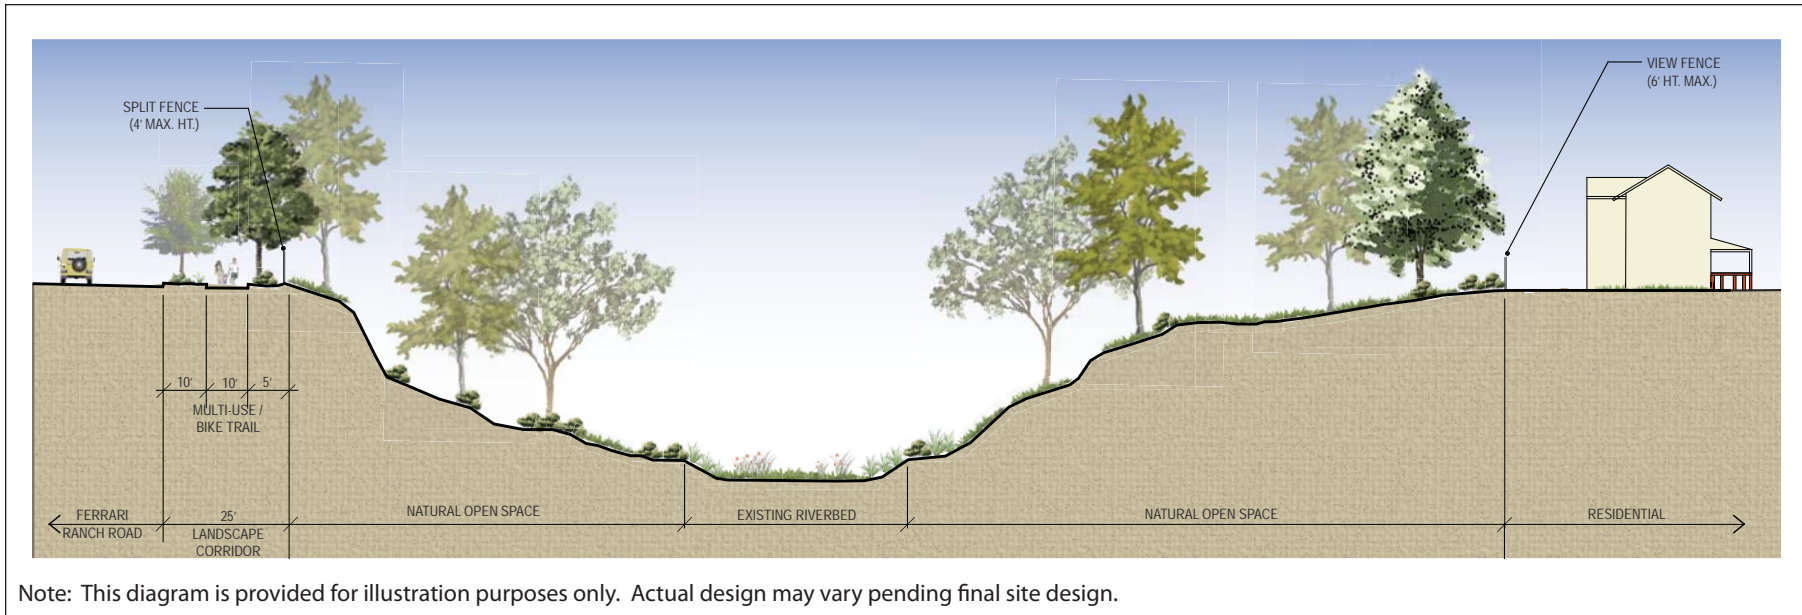 SPLIT FENCE
(4' MAX. HT.)
VIEW FENCE
(6' HT. MAX.)
10'
10'
5'
MULTI-USE /
BIKE TRAIL
FERRARI
RANCH ROAD
25'
LANDSCAPE
CORRIDOR
NATURAL OPEN SPACE
EXISTING RIVERBED
NATURAL OPEN SPACE
RESIDENTIAL
Note: This diagram is provided for illustration purposes only. Actual design may vary pending final site design.